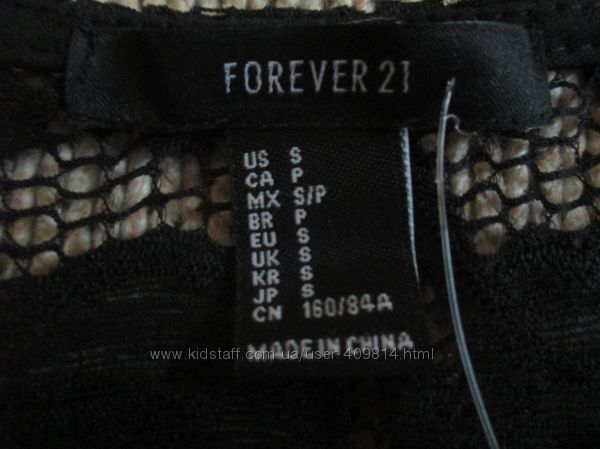 FOREVER 21
US S
CA P
MX S/P
BR P
EU S
UK S
KR S
JP S
CN 160/84A
MADE IN CHINA
www.kidstaff.com.ua/user-409814.html